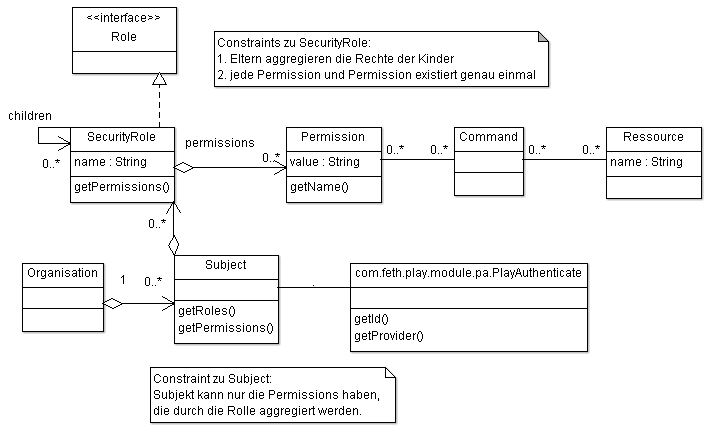 <<interface>>
Role
Constraints zu SecurityRole:
1. Eltern aggregieren die Rechte der Kinder
2. jede Permission und Permission existiert genau einmal
children
0..*
SecurityRole
name : String
getPermissions()
permissions
0..*
Permission
value : String
getName()
0..*
0..*
Command
0..*
0..*
Ressource
name : String
0..*
Organisation
1
0..*
Subject
getRoles()
getPermissions()
com.feth.play.module.pa.PlayAuthenticate
getId()
getProvider()
Constraint zu Subject:
Subjekt kann nur die Permissions haben,
die durch die Rolle aggregiert werden.